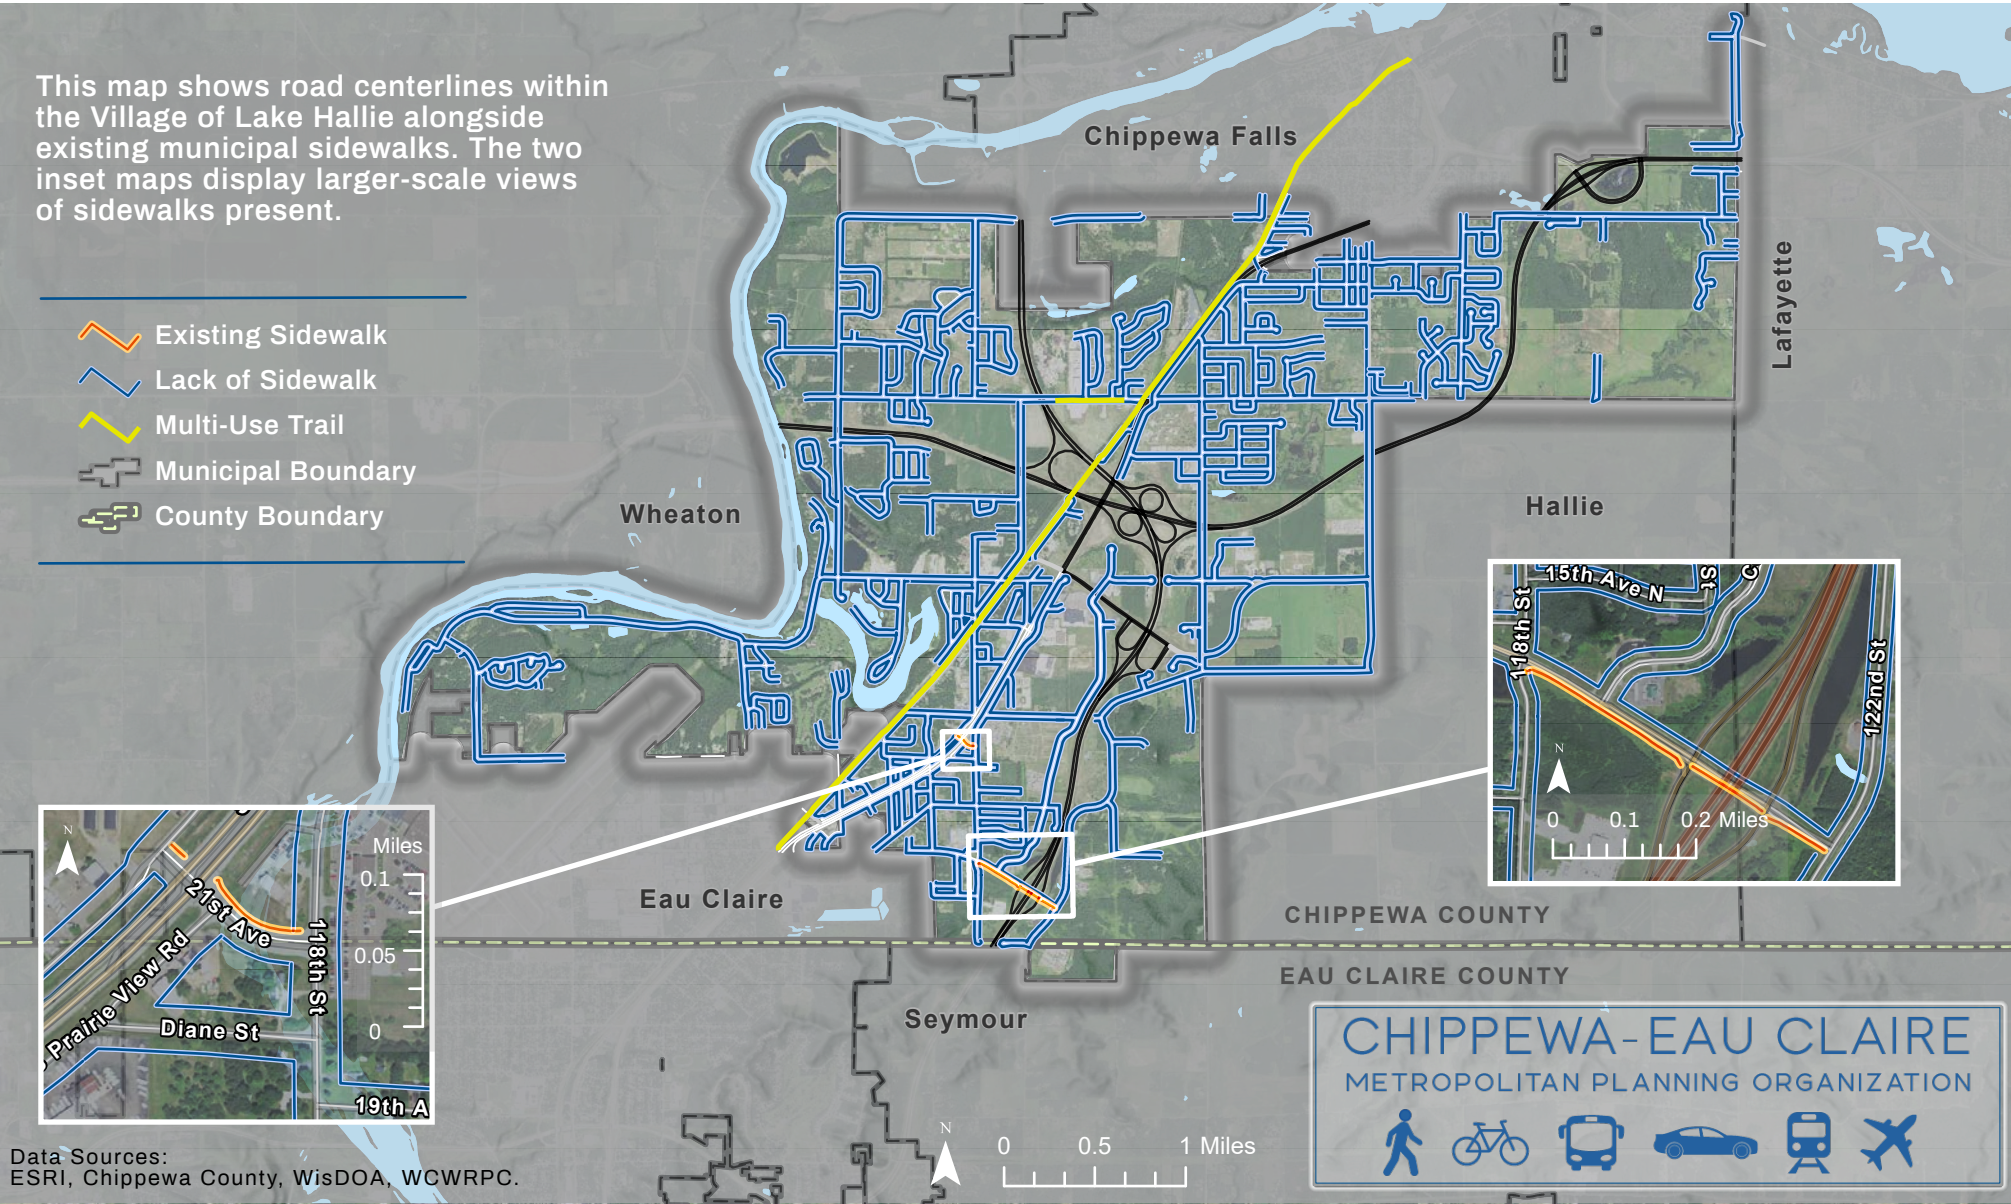 This map shows road centerlines within
the Village of Lake Hallie alongside
existing municipal sidewalks. The two
inset maps display larger-scale views
of sidewalks present.
Existing Sidewalk
Lack of Sidewalk
Multi-Use Trail
Municipal Boundary
County Boundary
Chippewa Falls
Lafayette
Wheaton
Hallie
Eau Claire
CHIPPEWA COUNTY
EAU CLAIRE COUNTY
Seymour
15th Ave N
1S
C
118th St
122nd St
N
0 0.1 0.2 Miles
N
Miles
0.1
0.05
0
21st Ave
118th St
Prairie View Rd
Diane St
19th A
N
0 0.5 1 Miles
CHIPPEWA-EAU CLAIRE
METROPOLITAN PLANNING ORGANIZATION
Data Sources:
ESRI, Chippewa County, WisDOA, WCWRPC.